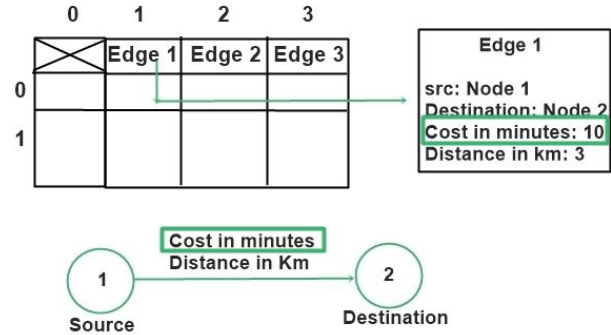 0 1 2 3
Edge 1 Edge 2 Edge 3
0
1
Edge 1
src: Node 1
Destination: Node 2
Cost in minutes: 10
Distance in km: 3
Cost in minutes
Distance in Km
1
2
Source
Destination